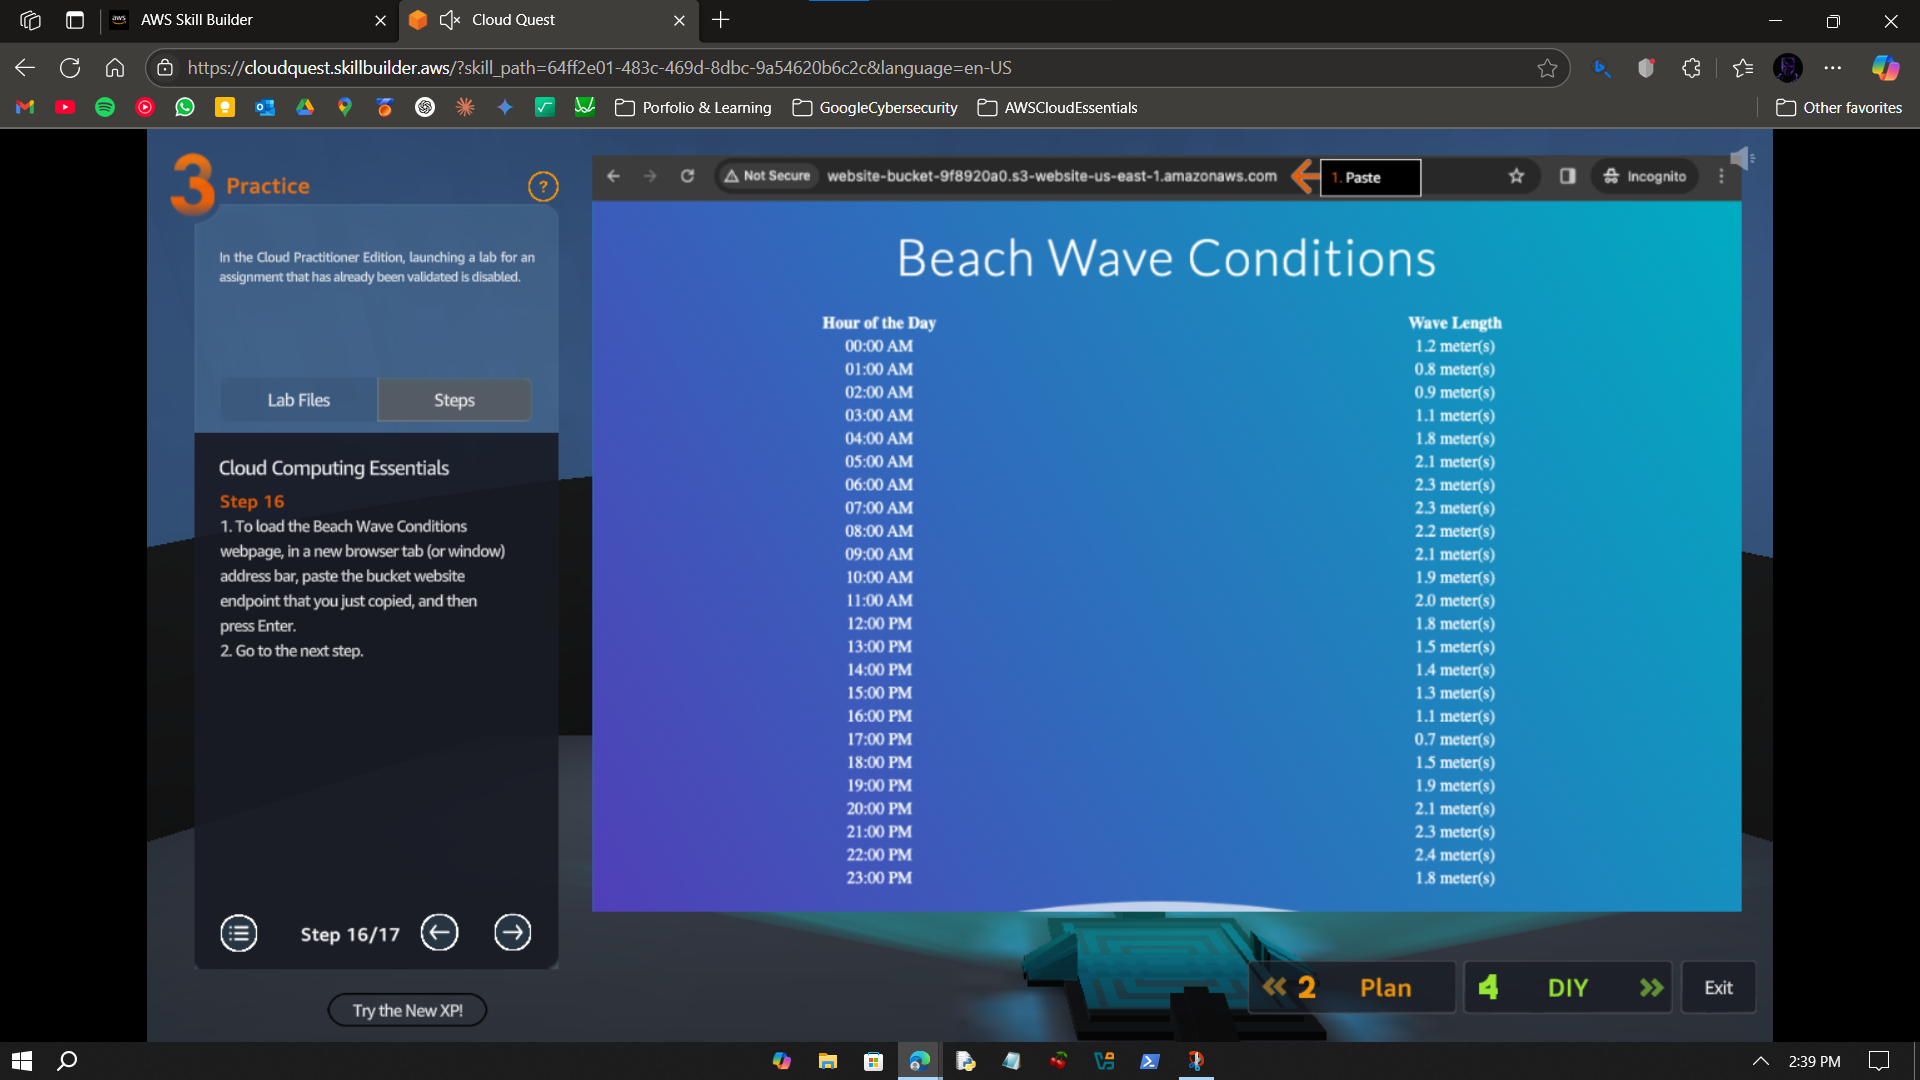 aws AWS Skill Builder
Cloud Quest
https://cloudquest.skillbuilder.aws/?skill_path=64ff2e01-483c-469d-8dbc-9a54620b6c2c&language=en-US
Porfolio & Learning
GoogleCybersecurity
AWSCloudEssentials
Other favorites
3 Practice
?
In the Cloud Practitioner Edition, launching a lab for an
assignment that has already been validated is disabled.
Lab Files
Steps
Cloud Computing Essentials
Step 16
1. To load the Beach Wave Conditions
webpage, in a new browser tab (or window)
address bar, paste the bucket website
endpoint that you just copied, and then
press Enter.
2. Go to the next step.
Step 16/17
Try the New XP!
Not Secure
website-bucket-9f8920a0.s3-website-us-east-1.amazonaws.com
1. Paste
Incognito
Beach Wave Conditions
Hour of the Day Wave Length
00:00 AM 1.2 meter(s)
01:00 AM 0.8 meter(s)
02:00 AM 0.9 meter(s)
03:00 AM 1.1 meter(s)
04:00 AM 1.8 meter(s)
05:00 AM 2.1 meter(s)
06:00 AM 2.3 meter(s)
07:00 AM 2.3 meter(s)
08:00 AM 2.2 meter(s)
09:00 AM 2.1 meter(s)
10:00 AM 1.9 meter(s)
11:00 AM 2.0 meter(s)
12:00 PM 1.8 meter(s)
13:00 PM 1.5 meter(s)
14:00 PM 1.4 meter(s)
15:00 PM 1.3 meter(s)
16:00 PM 1.1 meter(s)
17:00 PM 0.7 meter(s)
18:00 PM 1.5 meter(s)
19:00 PM 1.9 meter(s)
20:00 PM 2.1 meter(s)
21:00 PM 2.3 meter(s)
22:00 PM 2.4 meter(s)
23:00 PM 1.8 meter(s)
2 Plan
4 DIY
Exit
2:39 PM